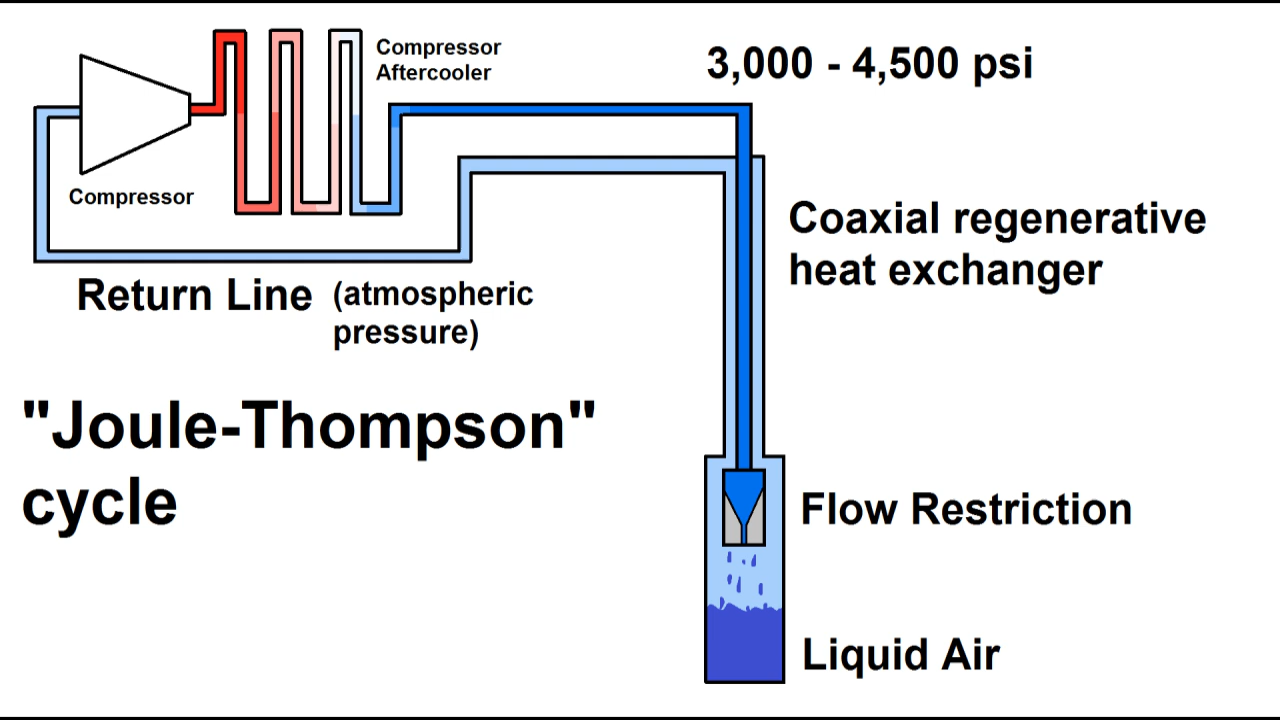 Compressor
Aftercooler
3,000 - 4,500 psi
Compressor
Coaxial regenerative
heat exchanger
Return Line (atmospheric
pressure)
"Joule-Thompson"
cycle
Flow Restriction
Liquid Air